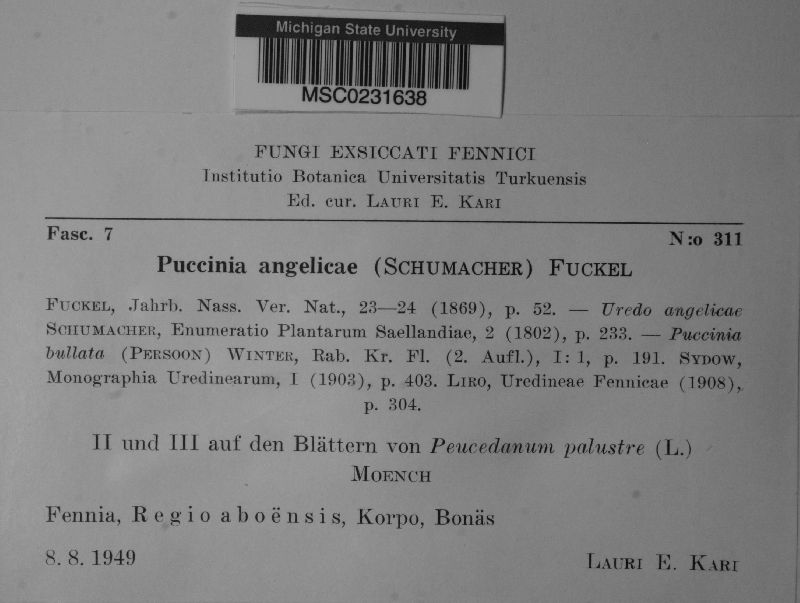 Michigan State University
MSC0231638
FUNGI EXSICCATI FENNICI
Institutio Botanica Universitatis Turkuensis
Ed. cur. LAURI E. KARI
Fasc. 7 N:o 311
Puccinia angelicae (SCHUMACHER) FUCKEL
FUCKEL, Jahrb. Nass. Ver. Nat., 23—24 (1869), p. 52. — Uredo angelicae
SCHUMACHER, Enumeratio Plantarum Saellandiae, 2 (1802), p. 233. — Puccinia
bullata (PERSOON) WINTER, Rab. Kr. Fl. (2. Aufl.), I: 1, p. 191. SYDOW,
Monographia Uredinearum, I (1903), p. 403. LIRO, Uredineae Fennicae (1908),
p. 304.
II und III auf den Blättern von Peucedanum palustre (L.)
MOENCH
Fennia, Regio aboënsis, Korpo, Bonäs
8. 8. 1949 LAURI E. KARI